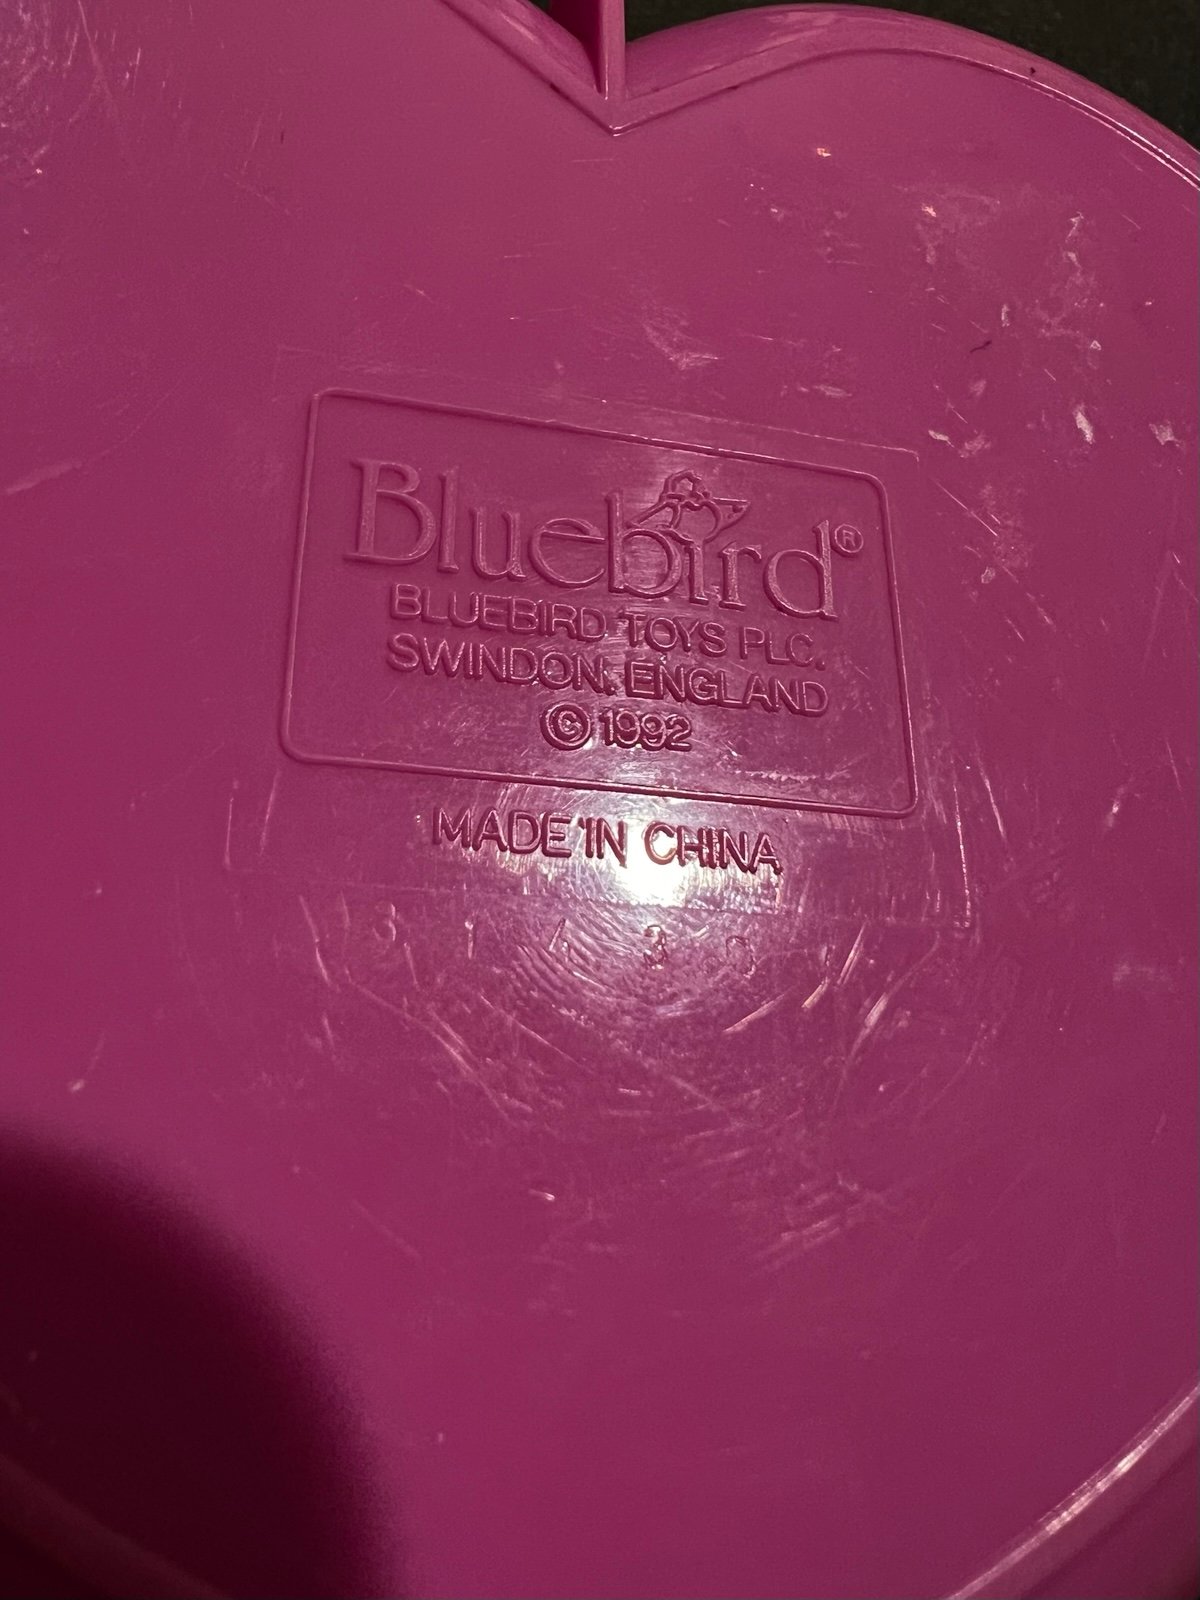 Bluebird®
BLUEBIRD TOYS PLC.
SWINDON. ENGLAND
© 1992
MADE IN CHINA